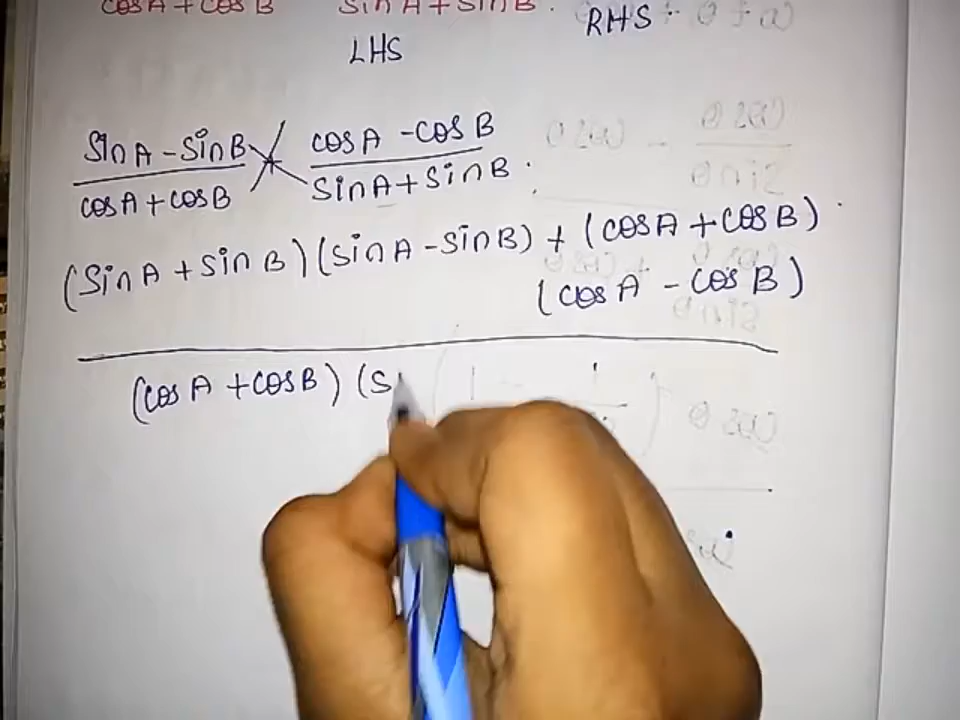 cosA + cosB sinA + sinB.
LHS
RHS
sinA - sinB cosA - cosB
cosA + cosB sinA + sinB .
(sinA + sinB)(sinA - sinB) + (cosA + cosB)
(cosA - cosB)
(cosA + cosB) (s